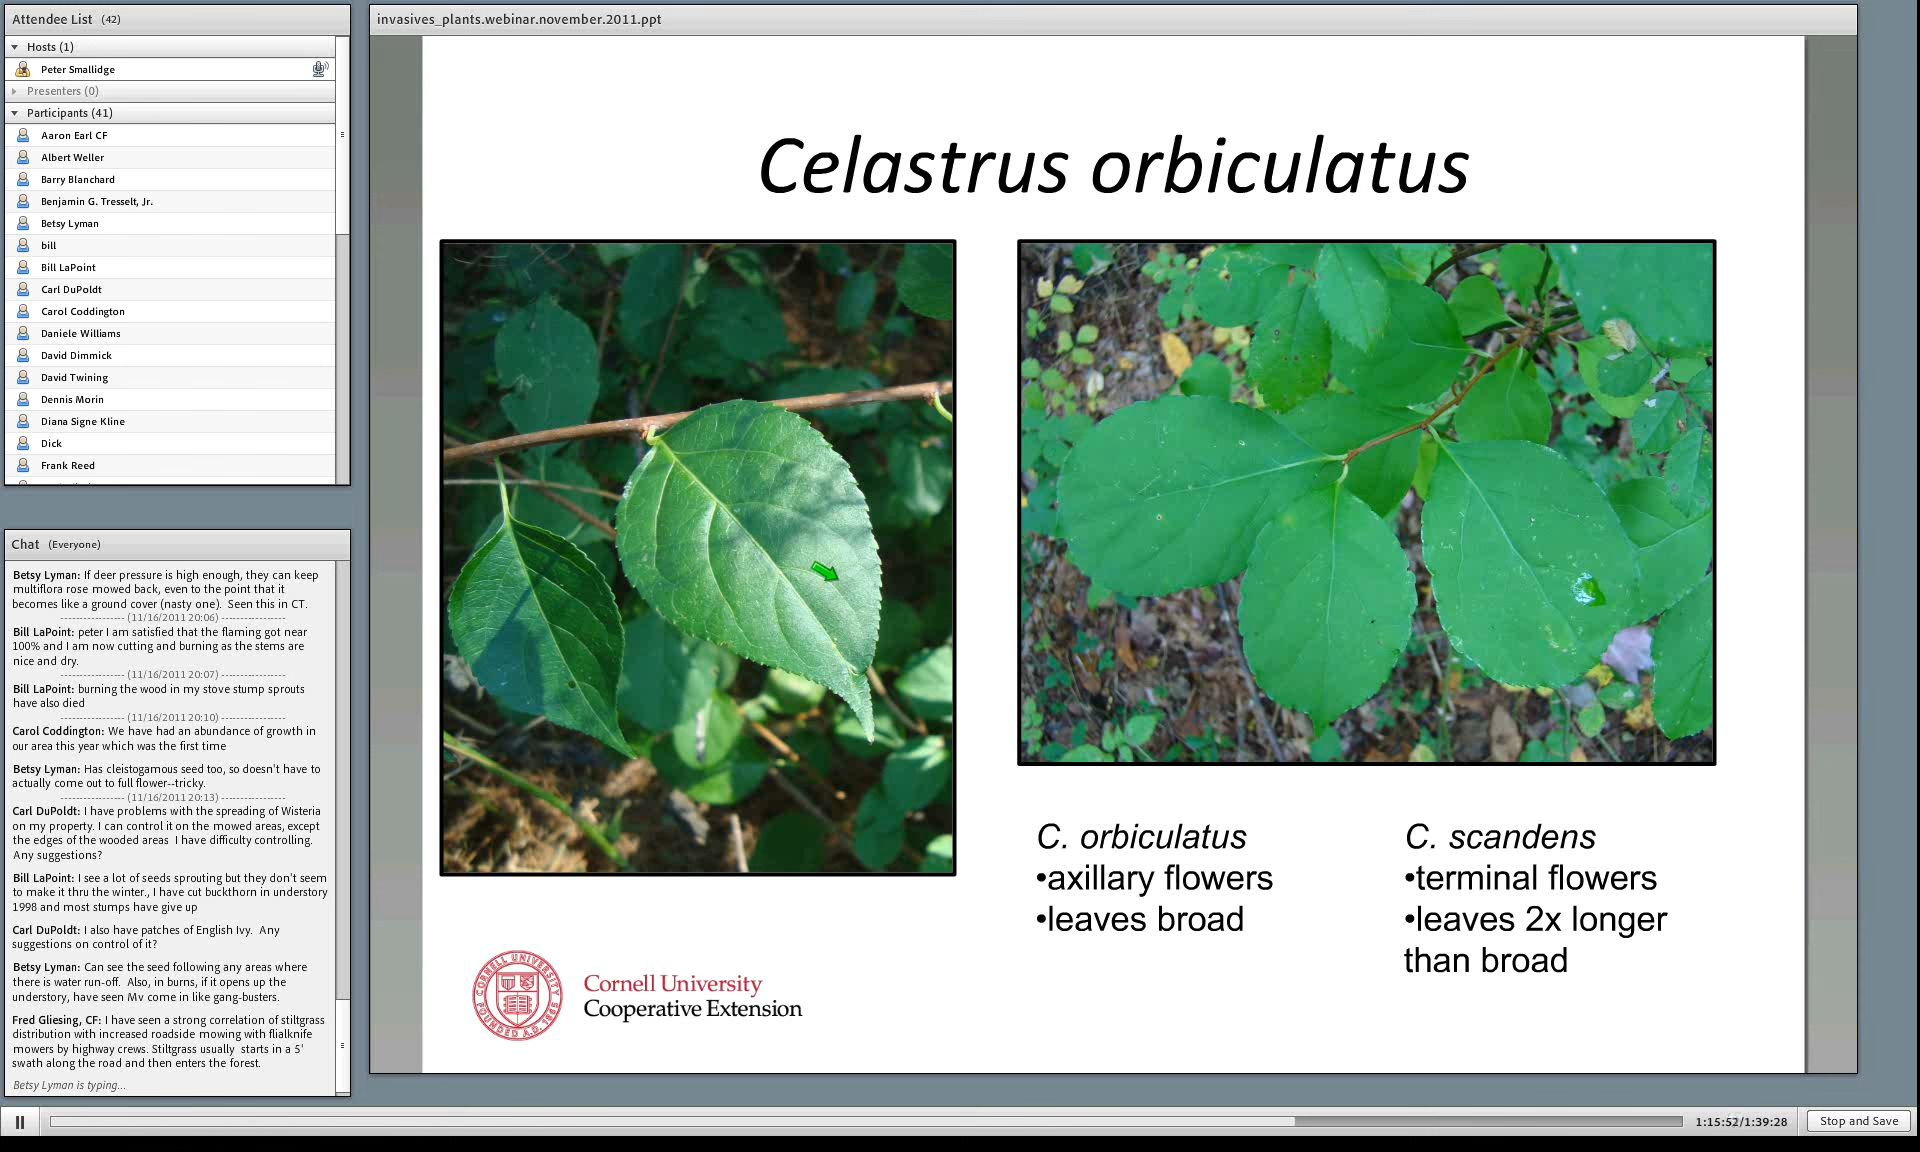 Attendee List (42)
Hosts (1)
Peter Smallidge
Presenters (0)
Participants (41)
Aaron Earl CF
Albert Weller
Barry Blanchard
Benjamin G. Tresselt, Jr.
Betsy Lyman
bill
Bill LaPoint
Carl DuPoldt
Carol Coddington
Daniele Williams
David Dimmick
David Twining
Dennis Morin
Diana Signe Kline
Dick
Frank Reed
Chat (Everyone)
Betsy Lyman: If deer pressure is high enough, they can keep
multiflora rose mowed back, even to the point that it
becomes like a ground cover (nasty one). Seen this in CT.
----------------- (11/16/2011 20:06) -----------------
Bill LaPoint: peter I am satisfied that the flaming got near
100% and I am now cutting and burning as the stems are
nice and dry.
----------------- (11/16/2011 20:07) -----------------
Bill LaPoint: burning the wood in my stove stump sprouts
have also died
----------------- (11/16/2011 20:10) -----------------
Carol Coddington: We have had an abundance of growth in
our area this year which was the first time
Betsy Lyman: Has cleistogamous seed too, so doesn't have to
actually come out to full flower--tricky.
----------------- (11/16/2011 20:13) -----------------
Carl DuPoldt: I have problems with the spreading of Wisteria
on my property. I can control it on the mowed areas, except
the edges of the wooded areas I have difficulty controlling.
Any suggestions?
Bill LaPoint: I see a lot of seeds sprouting but they don't seem
to make it thru the winter., I have cut buckthorn in understory
1998 and most stumps have give up
Carl DuPoldt: I also have patches of English Ivy. Any
suggestions on control of it?
Betsy Lyman: Can see the seed following any areas where
there is water run-off. Also, in burns, if it opens up the
understory, have seen Mv come in like gang-busters.
Fred Gliesing, CF: I have seen a strong correlation of stiltgrass
distribution with increased roadside mowing with flialknife
mowers by highway crews. Stiltgrass usually starts in a 5'
swath along the road and then enters the forest.
Betsy Lyman is typing...
invasives_plants.webinar.november.2011.ppt
Celastrus orbiculatus
C. orbiculatus
•axillary flowers
•leaves broad
C. scandens
•terminal flowers
•leaves 2x longer
than broad
CORNELL UNIVERSITY
FOUNDED A.D. 1865
Cornell University
Cooperative Extension
1:15:52/1:39:28
Stop and Save